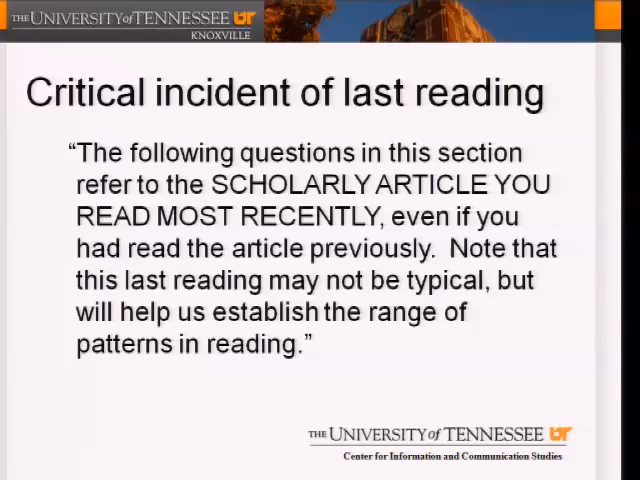 THE UNIVERSITY of TENNESSEE UT
KNOXVILLE
Critical incident of last reading
“The following questions in this section
refer to the SCHOLARLY ARTICLE YOU
READ MOST RECENTLY, even if you
had read the article previously.  Note that
this last reading may not be typical, but
will help us establish the range of
patterns in reading.”
THE UNIVERSITY of TENNESSEE UT
Center for Information and Communication Studies